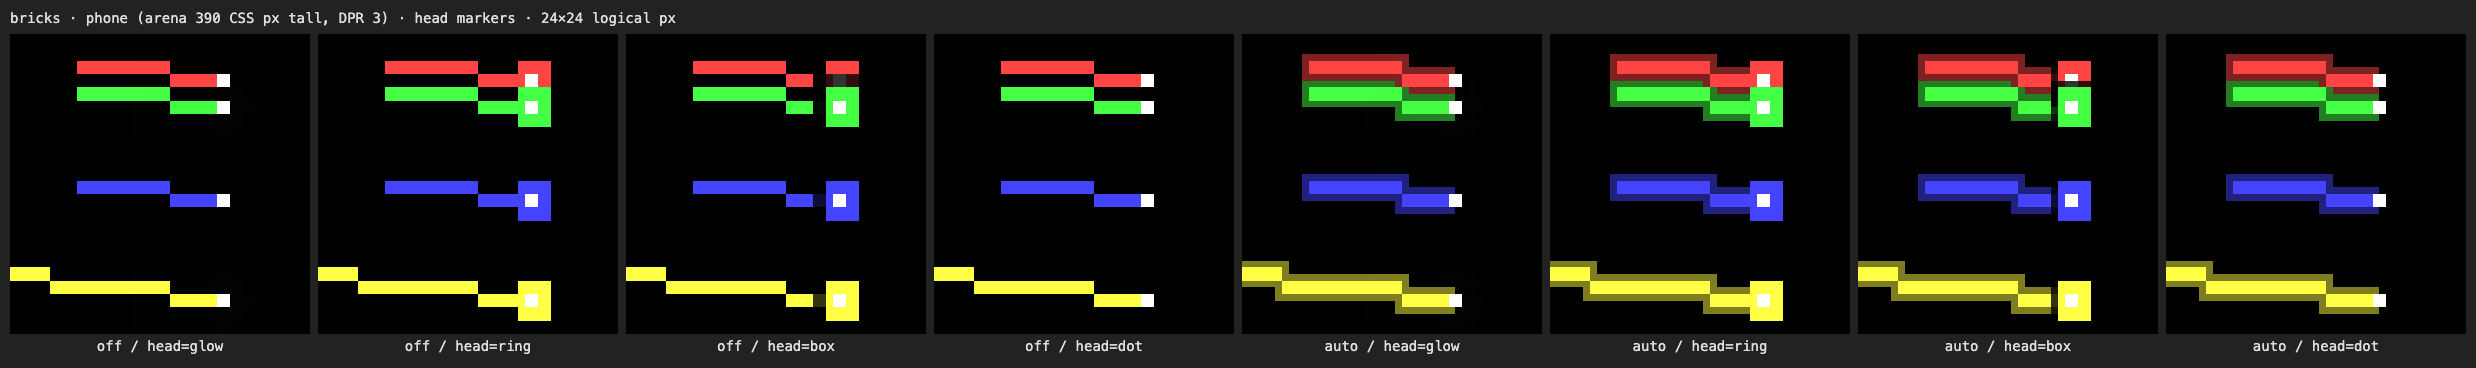 bricks · phone (arena 390 CSS px tall, DPR 3) · head markers · 24×24 logical px
off / head=glow
off / head=ring
off / head=box
off / head=dot
auto / head=glow
auto / head=ring
auto / head=box
auto / head=dot